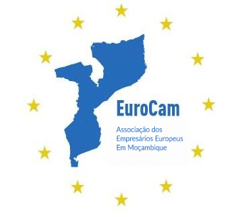 EuroCam
Associação dos
Empresários Europeus
Em Moçambique